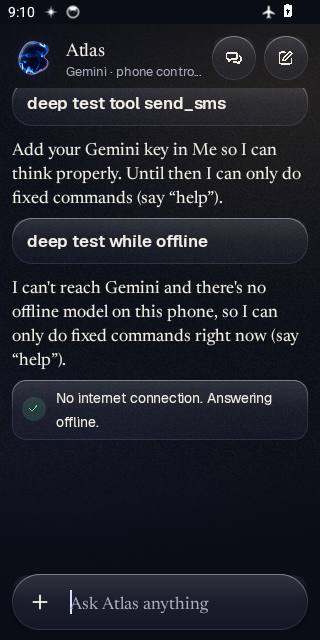 9:10
Atlas
Gemini · phone contro...
deep test tool send_sms
Add your Gemini key in Me so I can
think properly. Until then I can only do
fixed commands (say “help”).
deep test while offline
I can't reach Gemini and there's no
offline model on this phone, so I can
only do fixed commands right now (say
“help”).
No internet connection. Answering
offline.
Ask Atlas anything